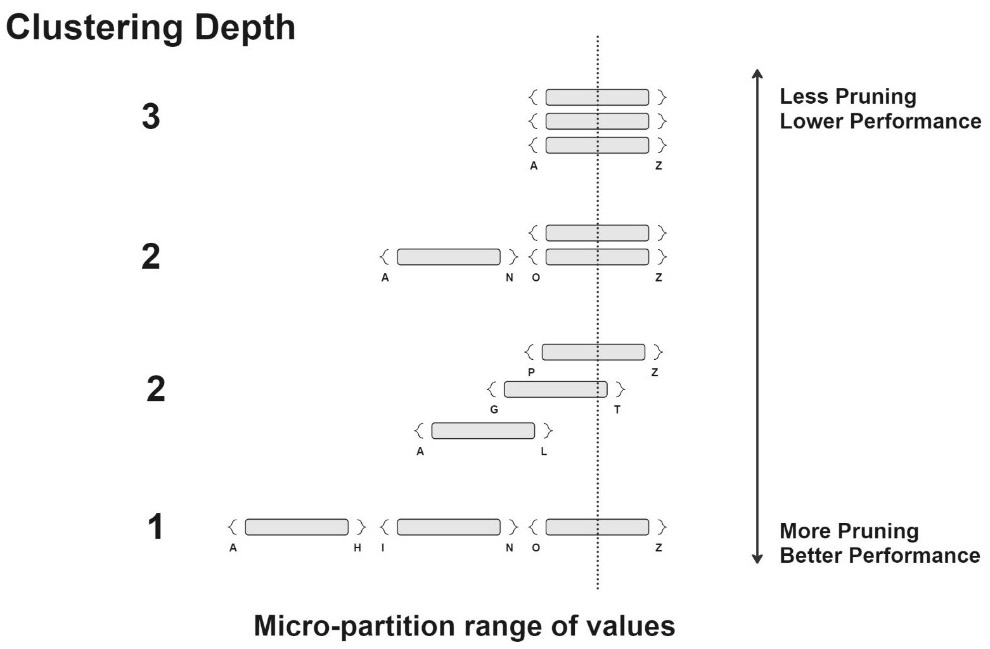 Clustering Depth
3
Less Pruning
Lower Performance
A Z
2
A N O Z
2
P Z
G T
A L
1
A H I N O Z
More Pruning
Better Performance
Micro-partition range of values